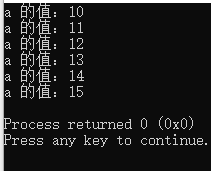 a 的值： 10
a 的值： 11
a 的值： 12
a 的值： 13
a 的值： 14
a 的值： 15
Process returned 0 (0x0)
Press any key to continue.